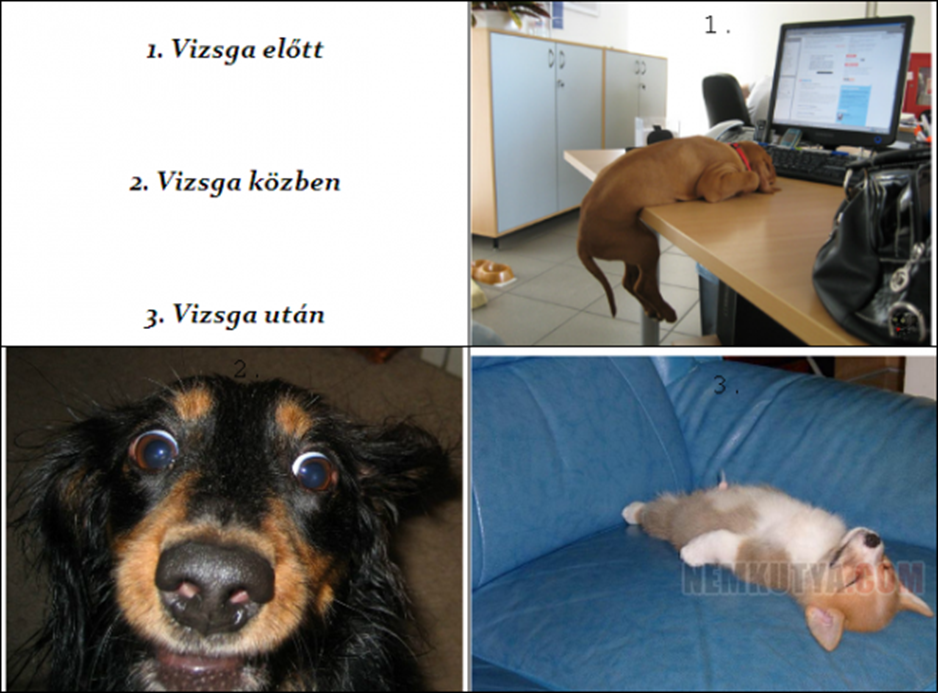 1. Vizsga előtt
2. Vizsga közben
3. Vizsga után
1.
2.
3.
NEMKUTYA.COM